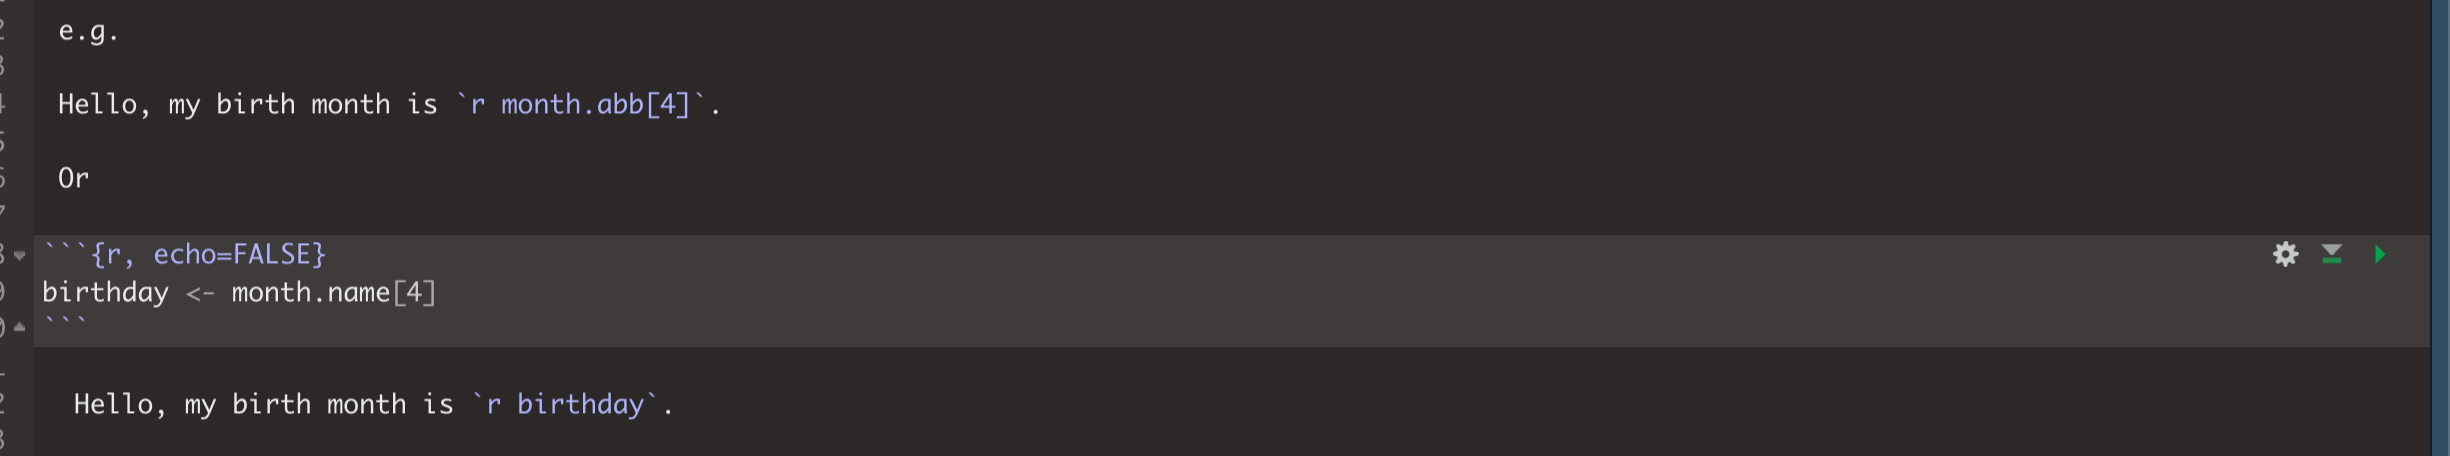 e.g.
Hello, my birth month is `r month.abb[4]`.
Or
```{r, echo=FALSE}
birthday <- month.name[4]
```
Hello, my birth month is `r birthday`.